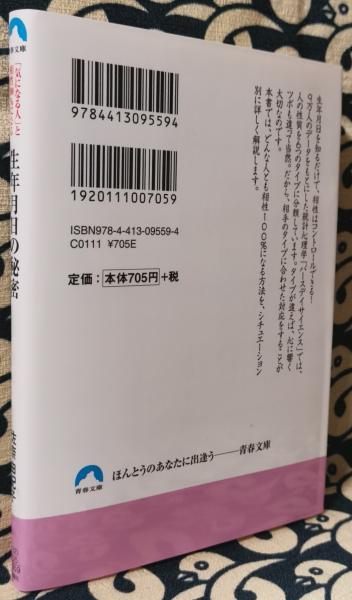 生年月日を知るだけで、相性はコントロールできる!
9万人のデータをもとにした統計心理学「バースデイサイエンス」では、
人の性質を6つのタイプに分類しています。タイプが違えば、心に響く
ツボも違って当然。だから、相手のタイプに合わせた対応をすることが
大切なのです。
本書では、どんな人とも相性100%になる方法を、シチュエーション
別に詳しく解説します。
9784413095594
1920111007059
ISBN978-4-413-09559-4
C0111 ¥705E
定価:本体705円+税
青春文庫
ほんとうのあなたに出逢う——青春文庫
青春文庫
「気になる人」と
生年月日の秘密